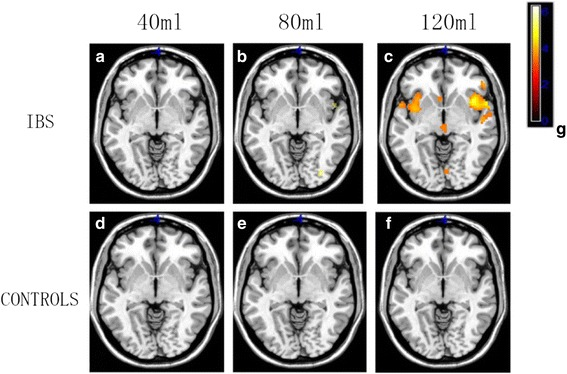 40ml 80ml 120ml
a b c
IBS
g
d e f
CONTROLS